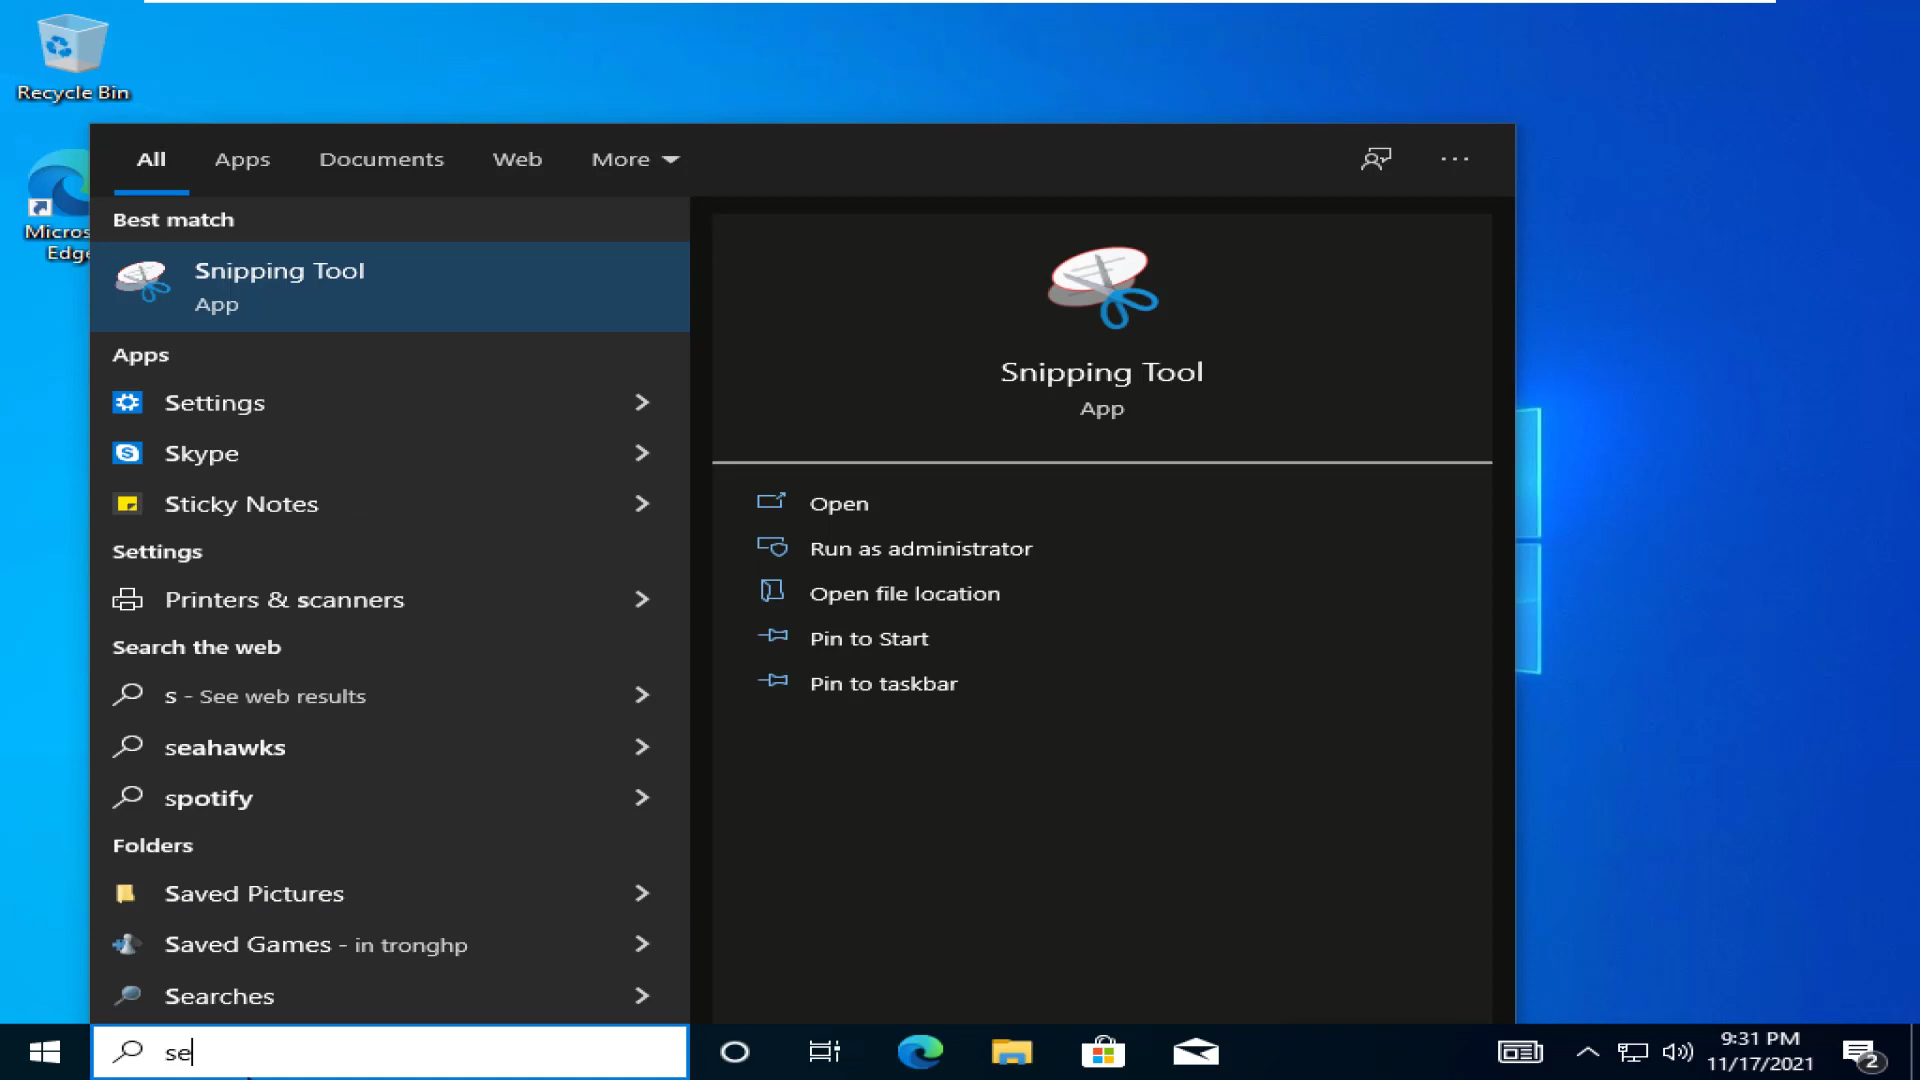 Recycle Bin
Micros
Edge
All Apps Documents Web More
Best match
Snipping Tool
App
Apps
Settings
Skype
Sticky Notes
Settings
Printers & scanners
Search the web
s - See web results
seahawks
spotify
Folders
Saved Pictures
Saved Games - in tronghp
Searches
Snipping Tool
App
Open
Run as administrator
Open file location
Pin to Start
Pin to taskbar
se
9:31 PM
11/17/2021
2